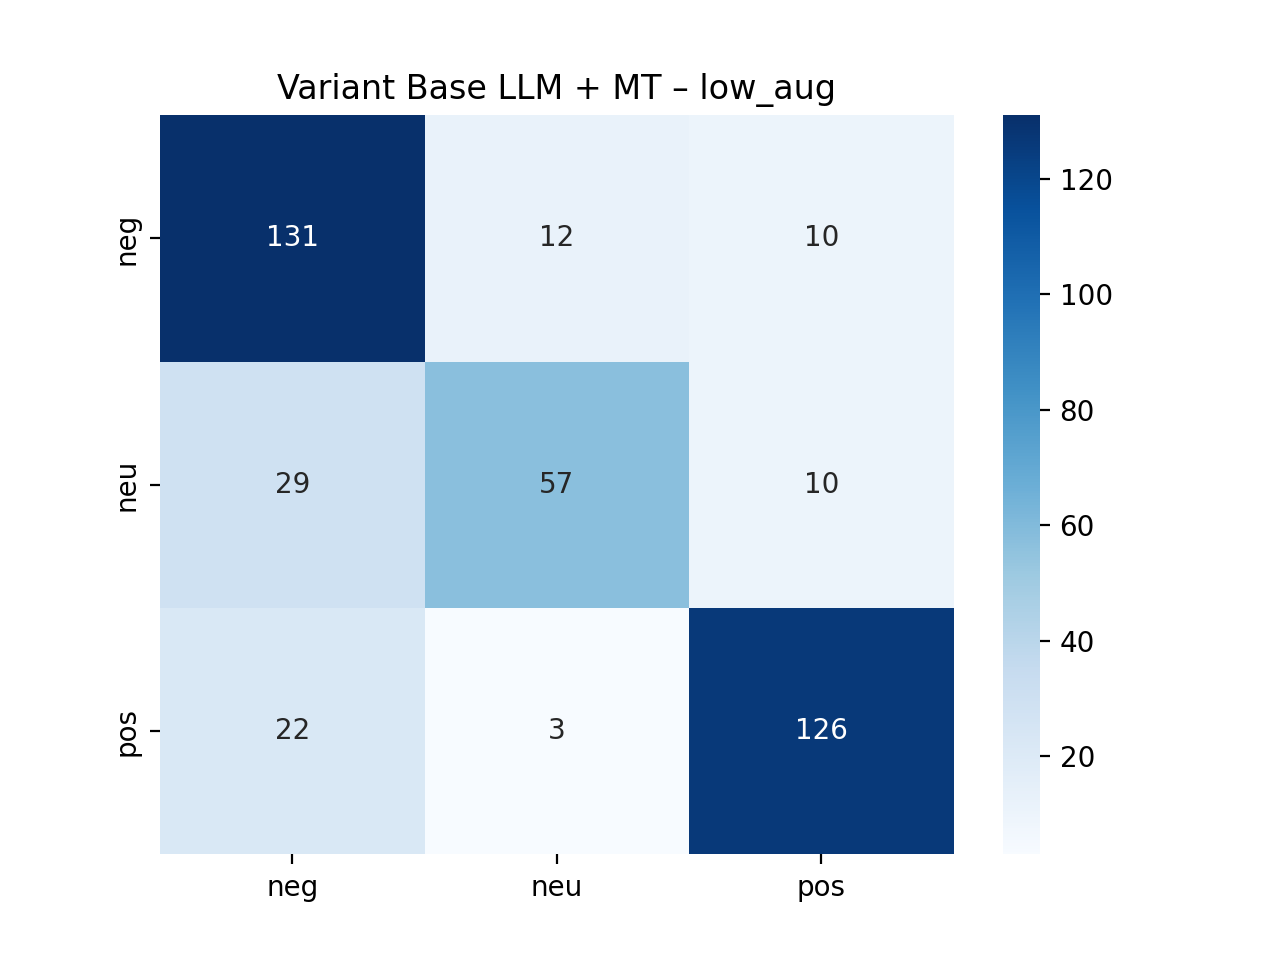 Variant Base LLM + MT – low_aug
neg 131 12 10
neu 29 57 10
pos 22 3 126
neg neu pos
120
100
80
60
40
20